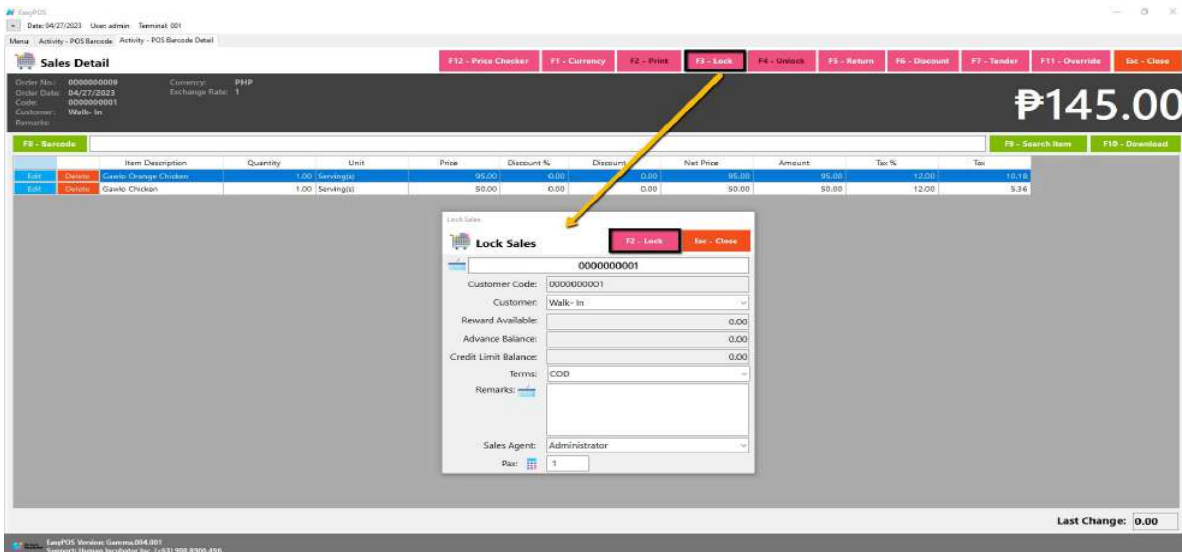 EasyPOS
Date: 04/27/2023 User: admin Terminal: 001
Menu Activity - POS Barcode Activity - POS Barcode Detail
Sales Detail F12 - Price Checker F1 - Currency F2 - Print F3 - Lock F4 - Unlock F5 - Return F6 - Discount F7 - Tender F11 - Override Esc - Close
Order No.: 0000000009 Currency: PHP
Order Date: 04/27/2023 Exchange Rate: 1
Code: 0000000001
Customer: Walk- In
Remarks:
₱145.00
F8 - Barcode F9 - Search Item F10 - Download
Item Description Quantity Unit Price Discount % Discount Net Price Amount Tax % Tax
Edit Delete Gawlo Orange Chicken 1.00 Serving(s) 95.00 0.00 0.00 95.00 95.00 12.00 10.18
Edit Delete Gawlo Chicken 1.00 Serving(s) 50.00 0.00 0.00 50.00 50.00 12.00 5.36
Lock Sales
Lock Sales F2 - Lock Esc - Close
0000000001
Customer Code: 0000000001
Customer: Walk- In
Reward Available: 0.00
Advance Balance: 0.00
Credit Limit Balance: 0.00
Terms: COD
Remarks:
Sales Agent: Administrator
Pax: 1
Last Change: 0.00
EasyPOS Version: Gamma.004.001
Support: Human Incubator Inc. (+63) 908 8906 496